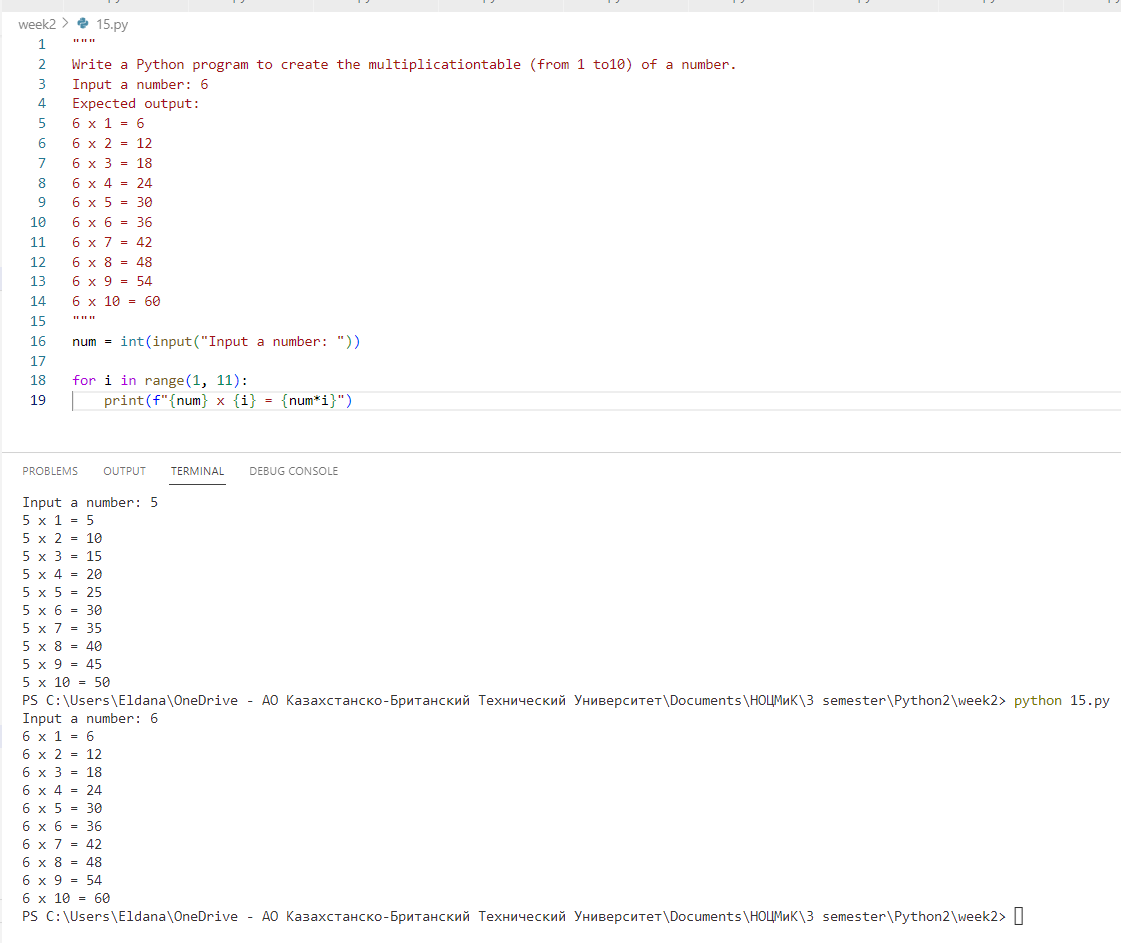 week2 > 15.py
1 """
2 Write a Python program to create the multiplicationtable (from 1 to10) of a number.
3 Input a number: 6
4 Expected output:
5 6 x 1 = 6
6 6 x 2 = 12
7 6 x 3 = 18
8 6 x 4 = 24
9 6 x 5 = 30
10 6 x 6 = 36
11 6 x 7 = 42
12 6 x 8 = 48
13 6 x 9 = 54
14 6 x 10 = 60
15 """
16 num = int(input("Input a number: "))
17
18 for i in range(1, 11):
19     print(f"{num} x {i} = {num*i}")
PROBLEMS OUTPUT TERMINAL DEBUG CONSOLE
Input a number: 5
5 x 1 = 5
5 x 2 = 10
5 x 3 = 15
5 x 4 = 20
5 x 5 = 25
5 x 6 = 30
5 x 7 = 35
5 x 8 = 40
5 x 9 = 45
5 x 10 = 50
PS C:\Users\Eldana\OneDrive - АО Казахстанско-Британский Технический Университет\Documents\НОЦМиК\3 semester\Python2\week2> python 15.py
Input a number: 6
6 x 1 = 6
6 x 2 = 12
6 x 3 = 18
6 x 4 = 24
6 x 5 = 30
6 x 6 = 36
6 x 7 = 42
6 x 8 = 48
6 x 9 = 54
6 x 10 = 60
PS C:\Users\Eldana\OneDrive - АО Казахстанско-Британский Технический Университет\Documents\НОЦМиК\3 semester\Python2\week2>